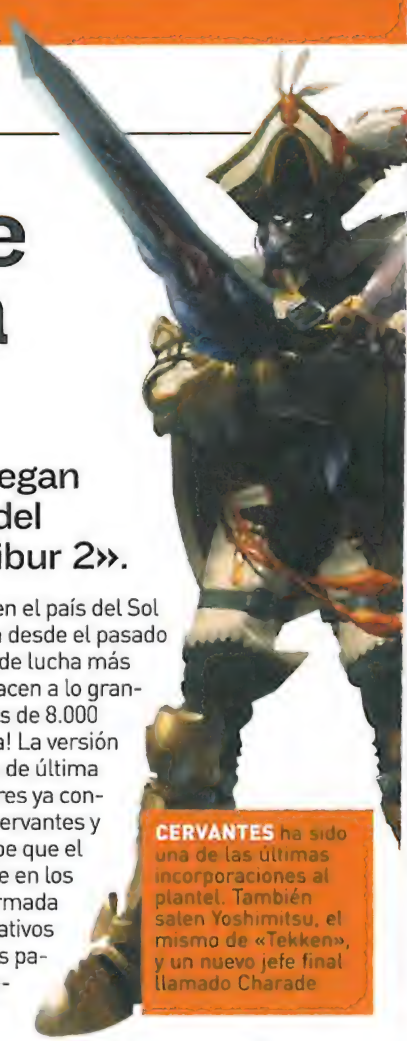 e
a
egan
del
ibur 2».
en el país del Sol
a desde el pasado
de lucha más
acen a lo gran-
s de 8.000
a! La versión
de última
res ya con-
ervantes y
be que el
e en los
rmada
ativos
s pa-
-
CERVANTES ha sido
una de las últimas
incorporaciones al
plantel. También
salen Yoshimitsu, el
mismo de «Tekken»,
y un nuevo jefe final
llamado Charade